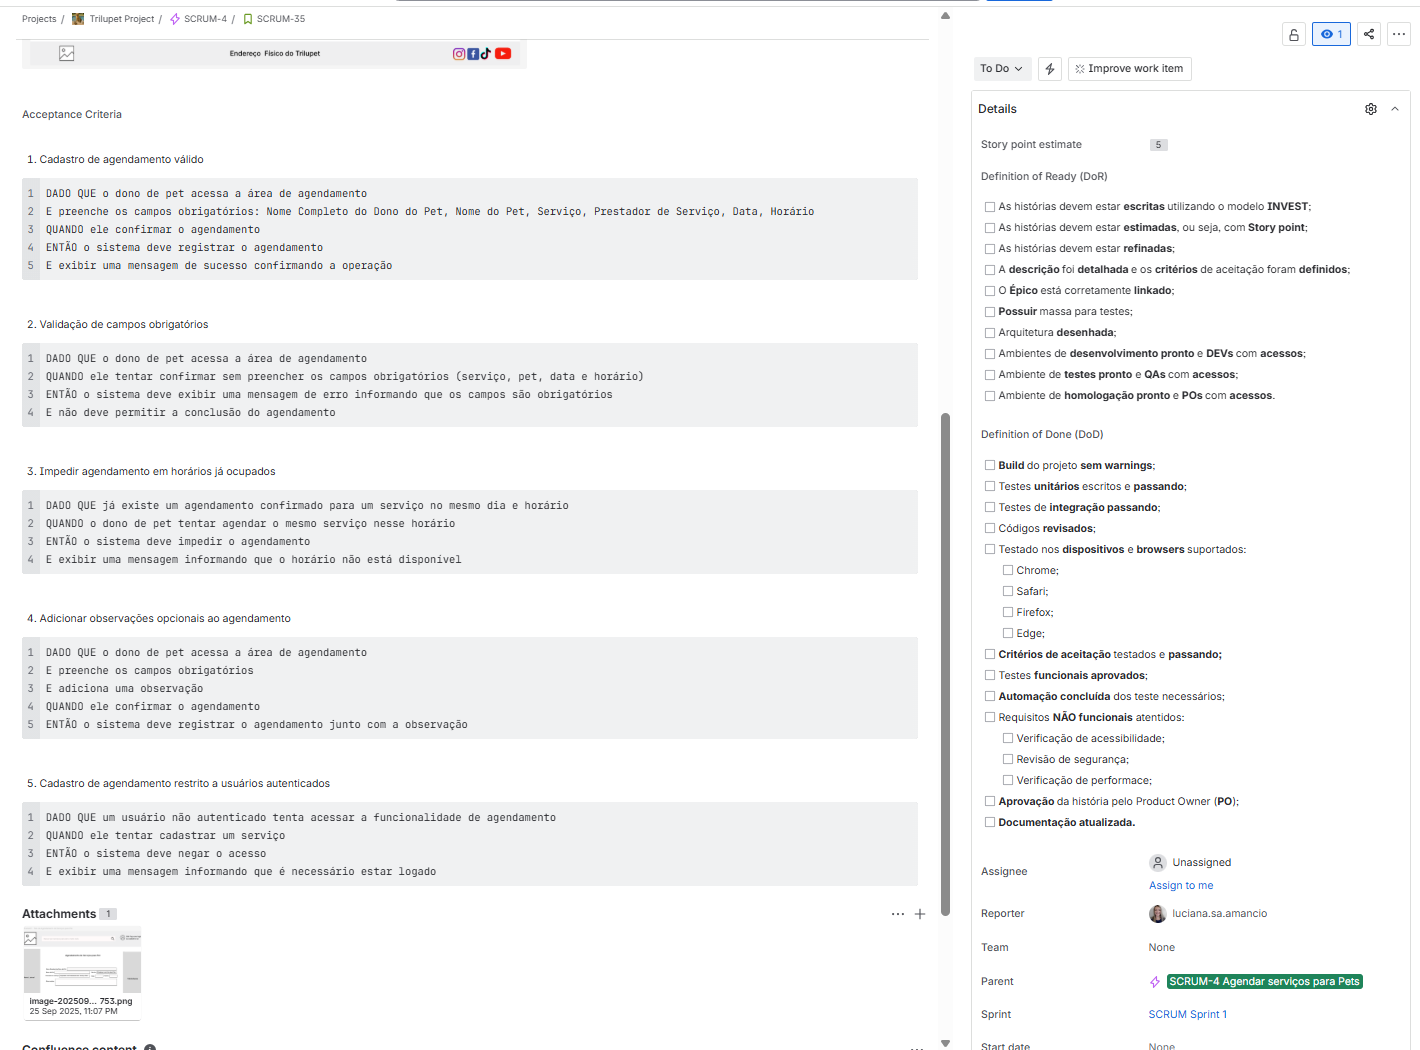 Projects / Trilupet Project / SCRUM-4 / SCRUM-35
Endereço Físico do Trilupet
Acceptance Criteria
1. Cadastro de agendamento válido
1 DADO QUE o dono de pet acessa a área de agendamento
2 E preenche os campos obrigatórios: Nome Completo do Dono do Pet, Nome do Pet, Serviço, Prestador de Serviço, Data, Horário
3 QUANDO ele confirmar o agendamento
4 ENTÃO o sistema deve registrar o agendamento
5 E exibir uma mensagem de sucesso confirmando a operação
2. Validação de campos obrigatórios
1 DADO QUE o dono de pet acessa a área de agendamento
2 QUANDO ele tentar confirmar sem preencher os campos obrigatórios (serviço, pet, data e horário)
3 ENTÃO o sistema deve exibir uma mensagem de erro informando que os campos são obrigatórios
4 E não deve permitir a conclusão do agendamento
3. Impedir agendamento em horários já ocupados
1 DADO QUE já existe um agendamento confirmado para um serviço no mesmo dia e horário
2 QUANDO o dono de pet tentar agendar o mesmo serviço nesse horário
3 ENTÃO o sistema deve impedir o agendamento
4 E exibir uma mensagem informando que o horário não está disponível
4. Adicionar observações opcionais ao agendamento
1 DADO QUE o dono de pet acessa a área de agendamento
2 E preenche os campos obrigatórios
3 E adiciona uma observação
4 QUANDO ele confirmar o agendamento
5 ENTÃO o sistema deve registrar o agendamento junto com a observação
5. Cadastro de agendamento restrito a usuários autenticados
1 DADO QUE um usuário não autenticado tenta acessar a funcionalidade de agendamento
2 QUANDO ele tentar cadastrar um serviço
3 ENTÃO o sistema deve negar o acesso
4 E exibir uma mensagem informando que é necessário estar logado
Attachments 1
image-202509... 753.png
25 Sep 2025, 11:07 PM
Confluence content
1
To Do
Improve work item
Details
Story point estimate 5
Definition of Ready (DoR)
As histórias devem estar escritas utilizando o modelo INVEST;
As histórias devem estar estimadas, ou seja, com Story point;
As histórias devem estar refinadas;
A descrição foi detalhada e os critérios de aceitação foram definidos;
O Épico está corretamente linkado;
Possuir massa para testes;
Arquitetura desenhada;
Ambientes de desenvolvimento pronto e DEVs com acessos;
Ambiente de testes pronto e QAs com acessos;
Ambiente de homologação pronto e POs com acessos.
Definition of Done (DoD)
Build do projeto sem warnings;
Testes unitários escritos e passando;
Testes de integração passando;
Códigos revisados;
Testado nos dispositivos e browsers suportados:
Chrome;
Safari;
Firefox;
Edge;
Critérios de aceitação testados e passando;
Testes funcionais aprovados;
Automação concluída dos teste necessários;
Requisitos NÃO funcionais atentidos:
Verificação de acessibilidade;
Revisão de segurança;
Verificação de performace;
Aprovação da história pelo Product Owner (PO);
Documentação atualizada.
Assignee Unassigned
Assign to me
Reporter luciana.sa.amancio
Team None
Parent SCRUM-4 Agendar serviços para Pets
Sprint SCRUM Sprint 1
Start date None